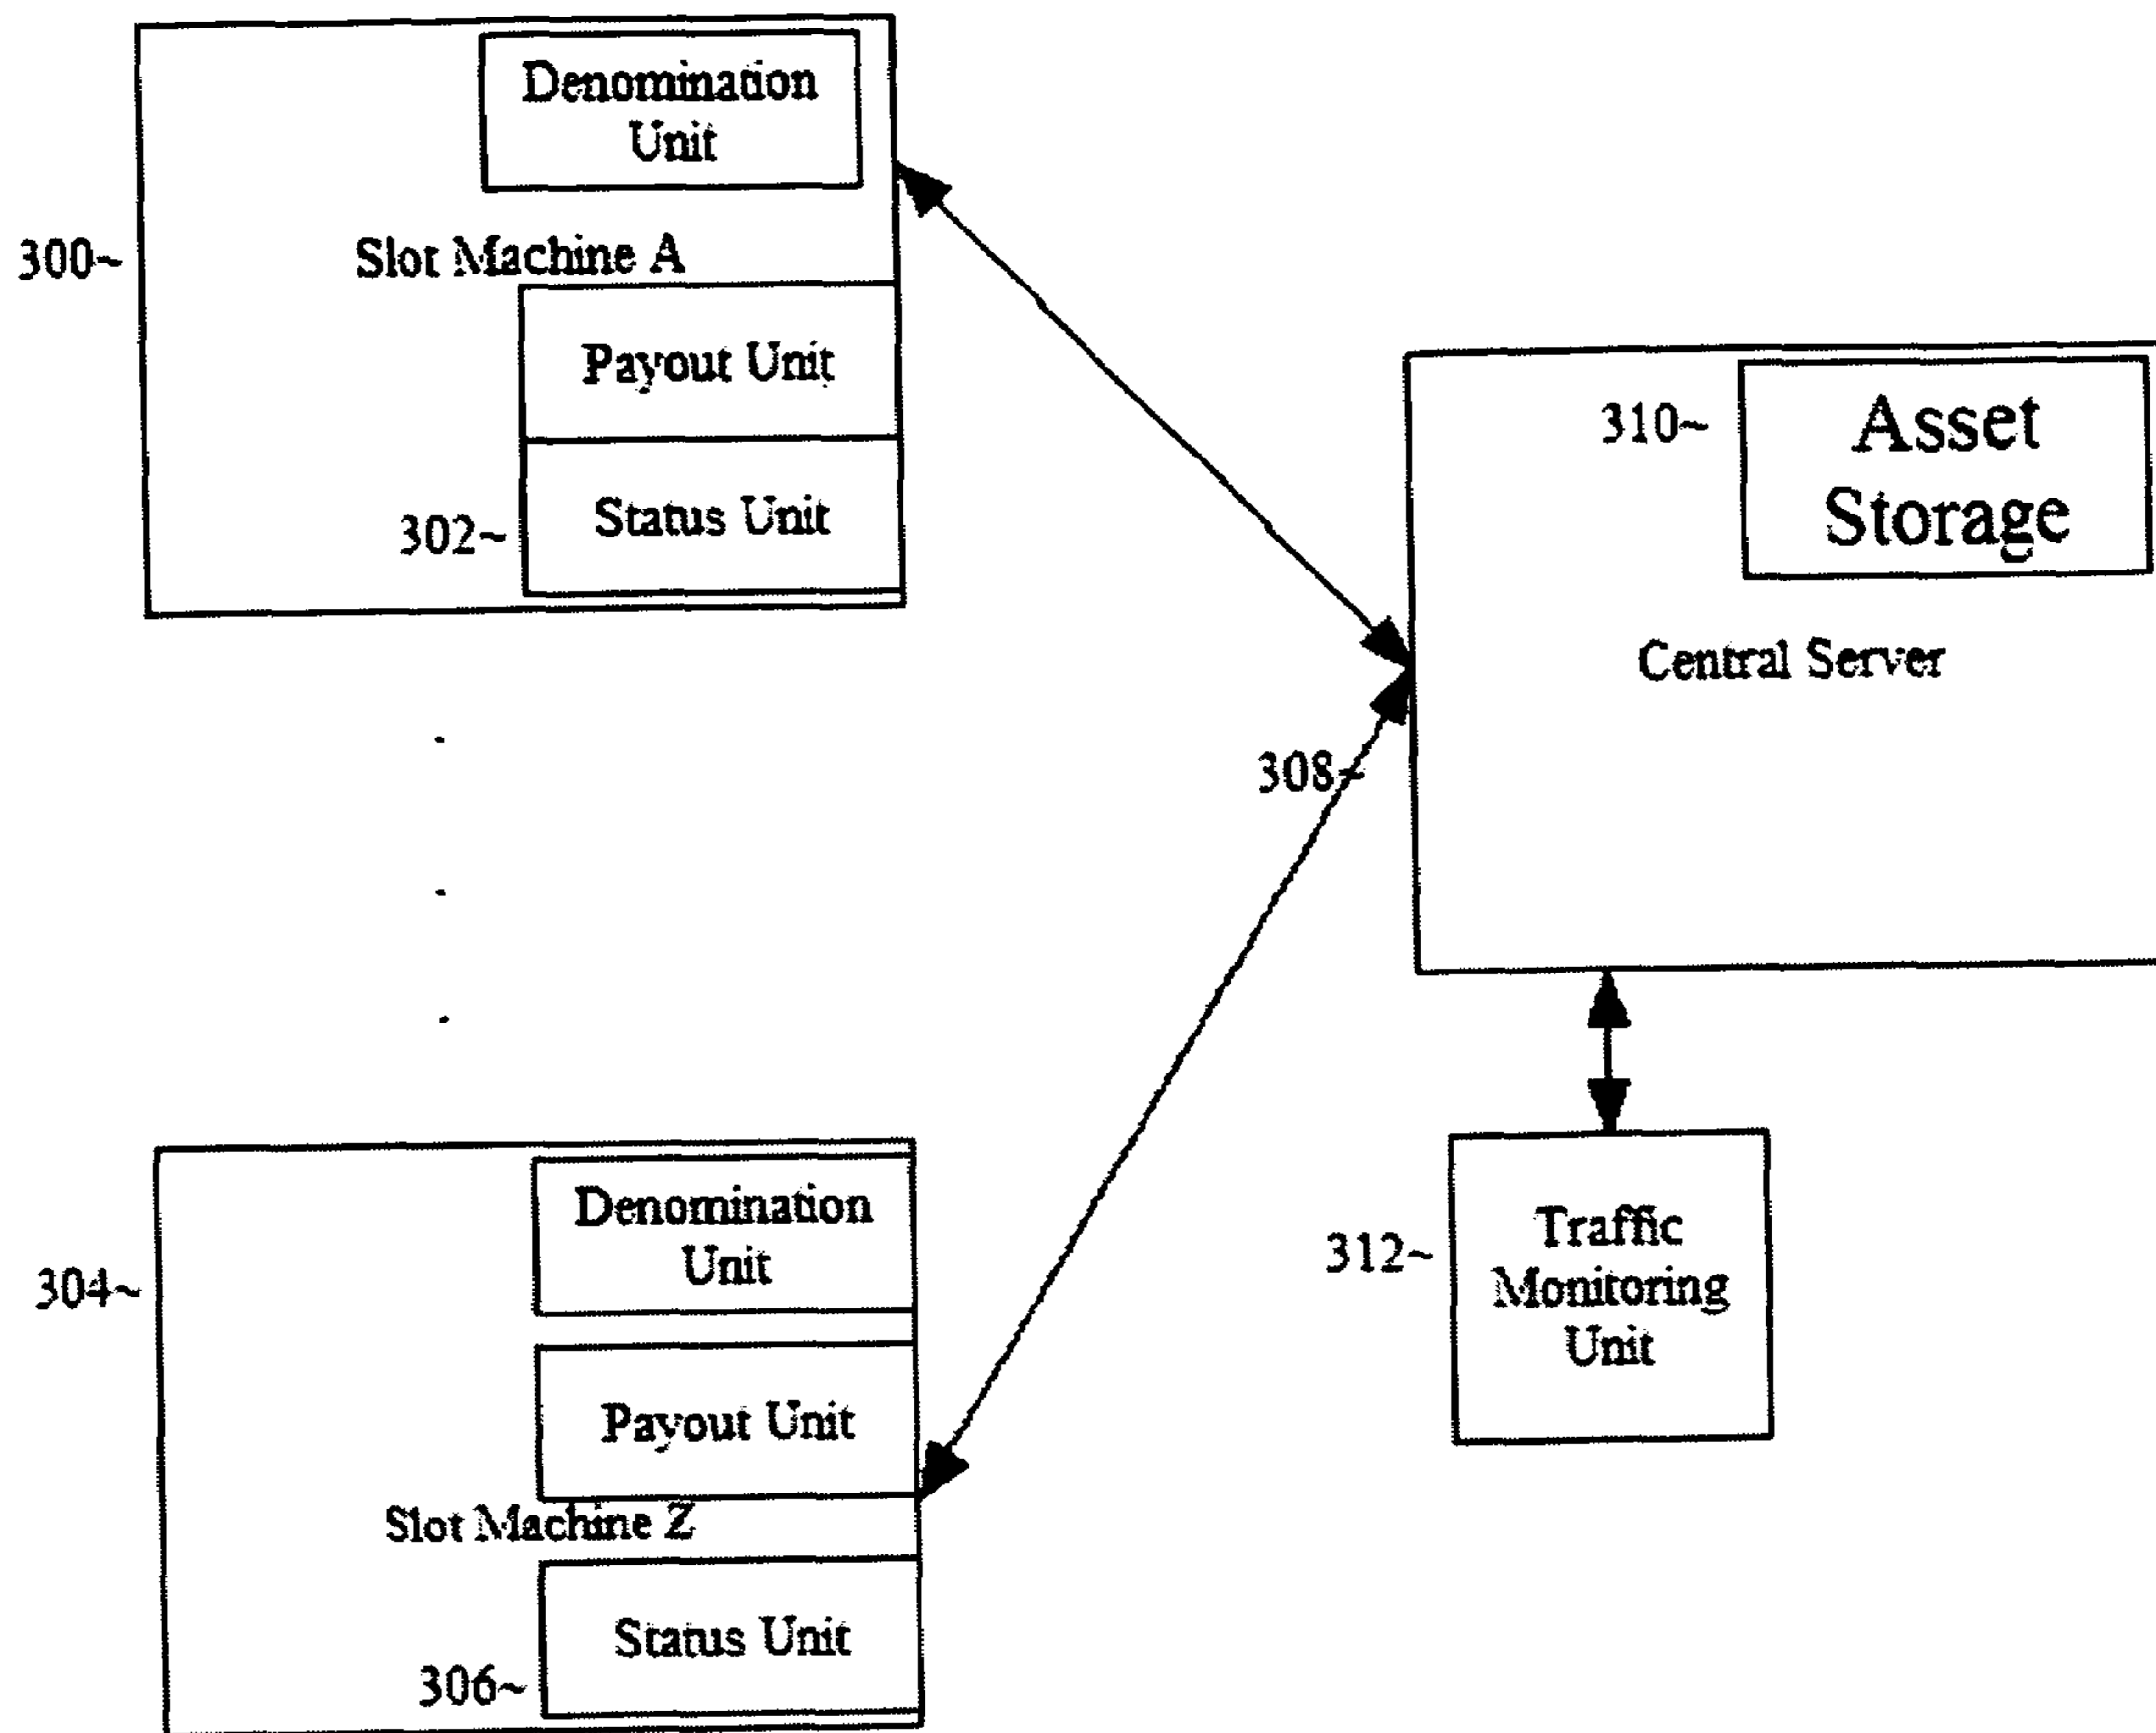 Denomination
Unit
300~
Slot Machine A
Payout Unit
302~
Status Unit
310~
Asset
Storage
Central Server
308~
Denomination
Unit
304~
Payout Unit
Slot Machine Z
Status Unit
306~
312~
Traffic
Monitoring
Unit